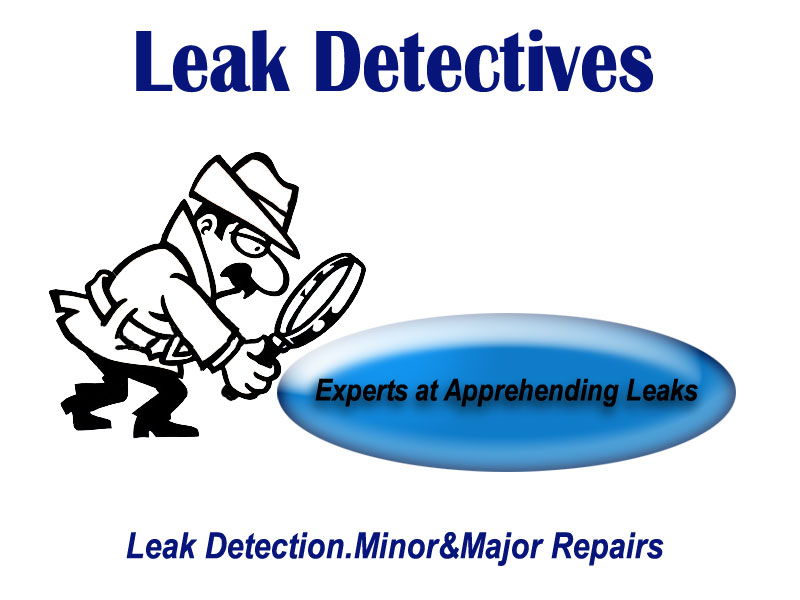 Leak Detectives
Experts at Apprehending Leaks
Leak Detection.Minor&Major Repairs